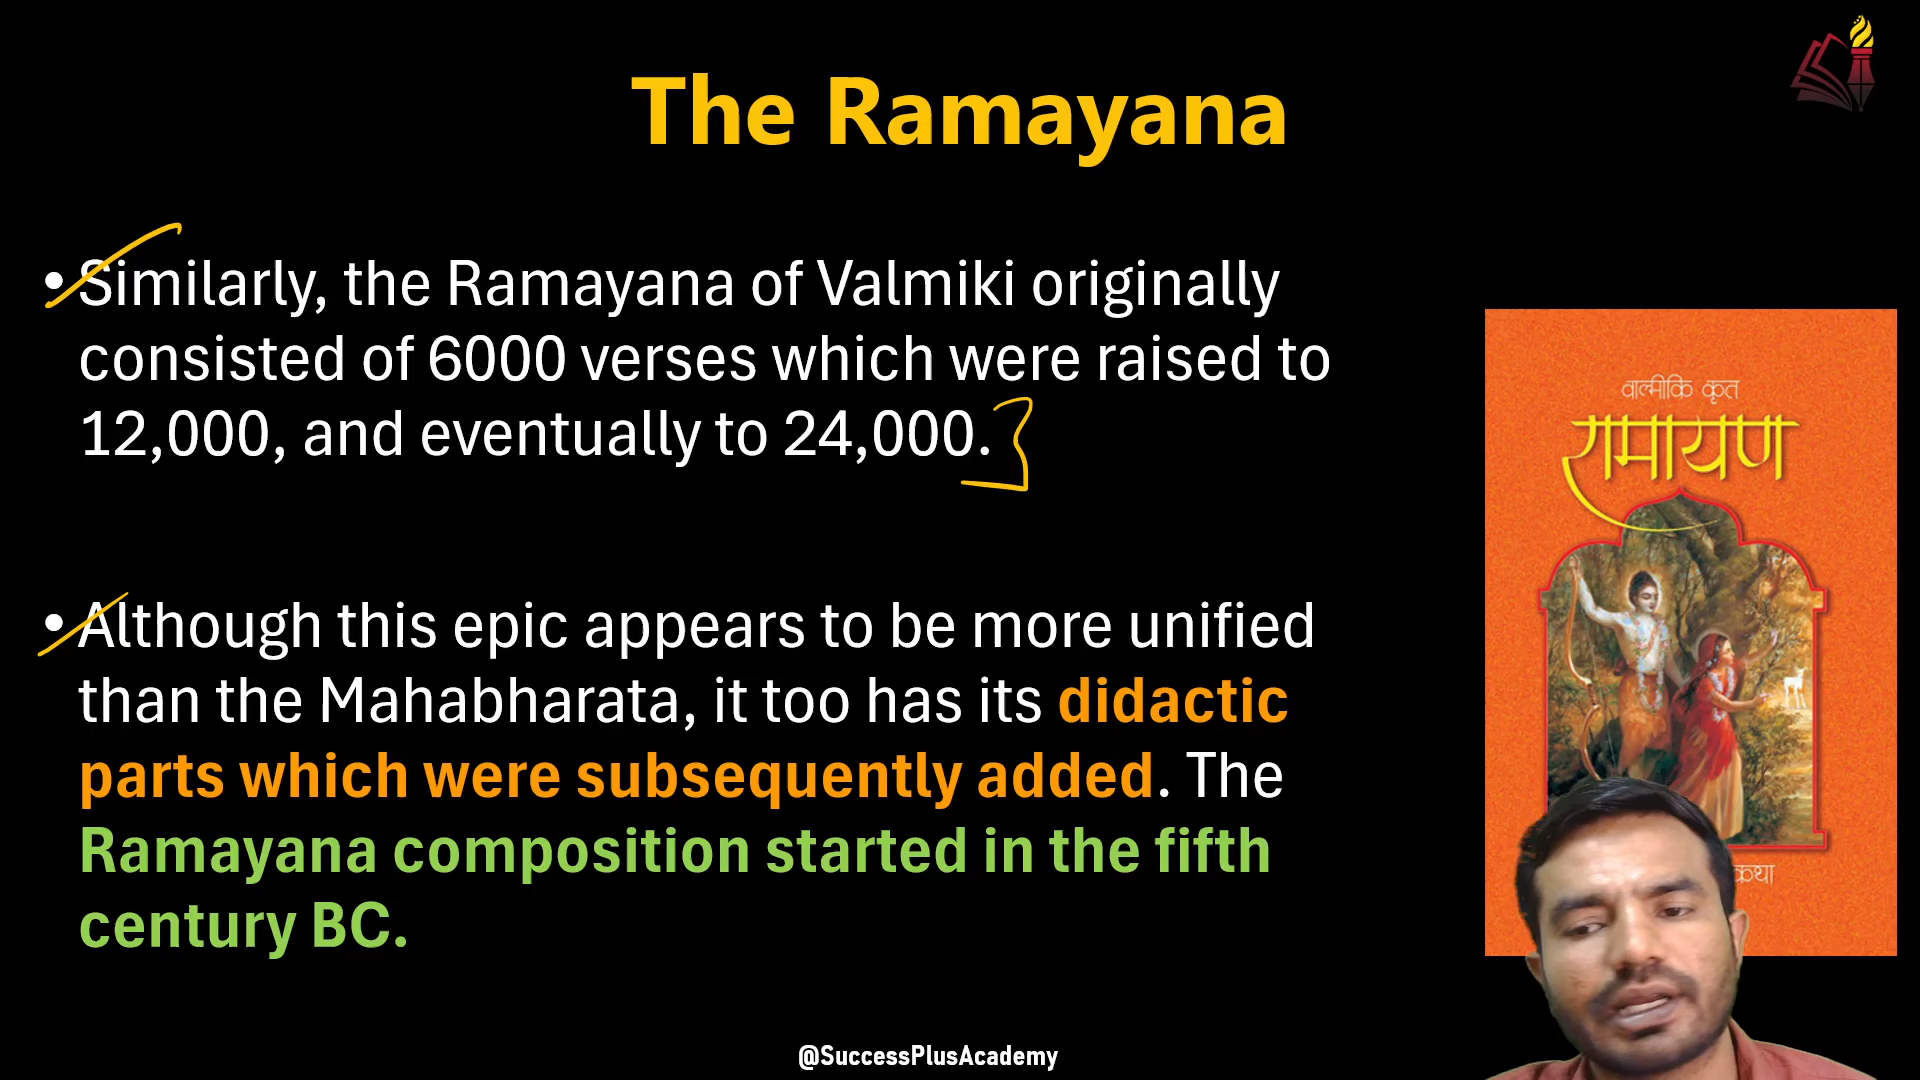 The Ramayana
• Similarly, the Ramayana of Valmiki originally
consisted of 6000 verses which were raised to
12,000, and eventually to 24,000.
• Although this epic appears to be more unified
than the Mahabharata, it too has its didactic
parts which were subsequently added. The
Ramayana composition started in the fifth
century BC.
वाल्मीकि कृत
रामायण
कथा
@SuccessPlusAcademy